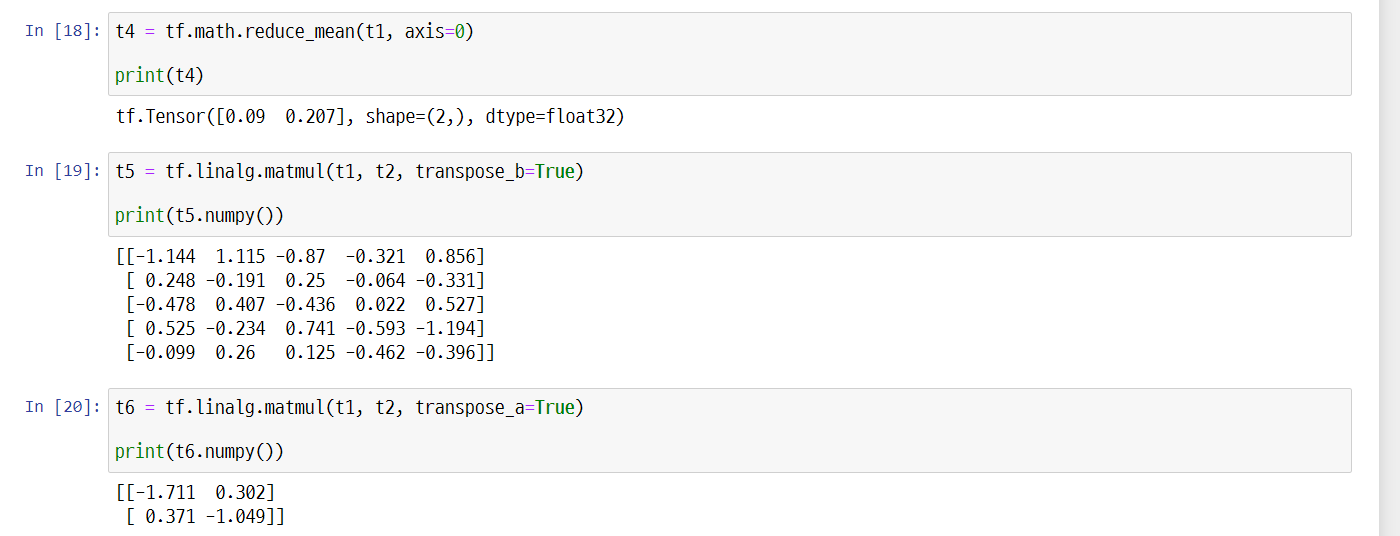 In [18]: t4 = tf.math.reduce_mean(t1, axis=0)
print(t4)
tf.Tensor([0.09  0.207], shape=(2,), dtype=float32)
In [19]: t5 = tf.linalg.matmul(t1, t2, transpose_b=True)
print(t5.numpy())
[[-1.144  1.115 -0.87  -0.321  0.856]
 [ 0.248 -0.191  0.25  -0.064 -0.331]
 [-0.478  0.407 -0.436  0.022  0.527]
 [ 0.525 -0.234  0.741 -0.593 -1.194]
 [-0.099  0.26   0.125 -0.462 -0.396]]
In [20]: t6 = tf.linalg.matmul(t1, t2, transpose_a=True)
print(t6.numpy())
[[-1.711  0.302]
 [ 0.371 -1.049]]